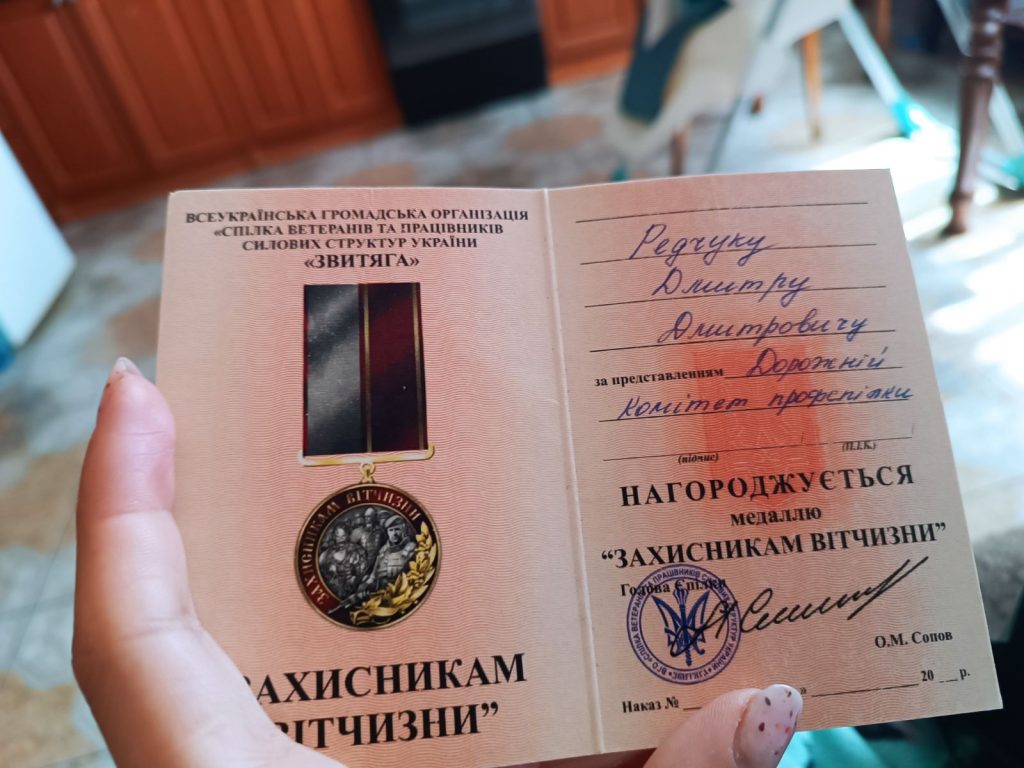 ВСЕУКРАЇНСЬКА ГРОМАДСЬКА ОРГАНІЗАЦІЯ
«СПІЛКА ВЕТЕРАНІВ ТА ПРАЦІВНИКІВ
СИЛОВИХ СТРУКТУР УКРАЇНИ
«ЗВИТЯГА»
ЗАХИСНИКАМ ВІТЧИЗНИ
ЗАХИСНИКАМ
ВІТЧИЗНИ”
Редчуку
Дмитру
Дмитровичу
за представленням Дорожній
комітет профспілки
(підпис) (П.І.К.)
НАГОРОДЖУЄТЬСЯ
медаллю
“ЗАХИСНИКАМ ВІТЧИЗНИ”
Голова Спілки
О.М. Сопов
Наказ № » 20 р.